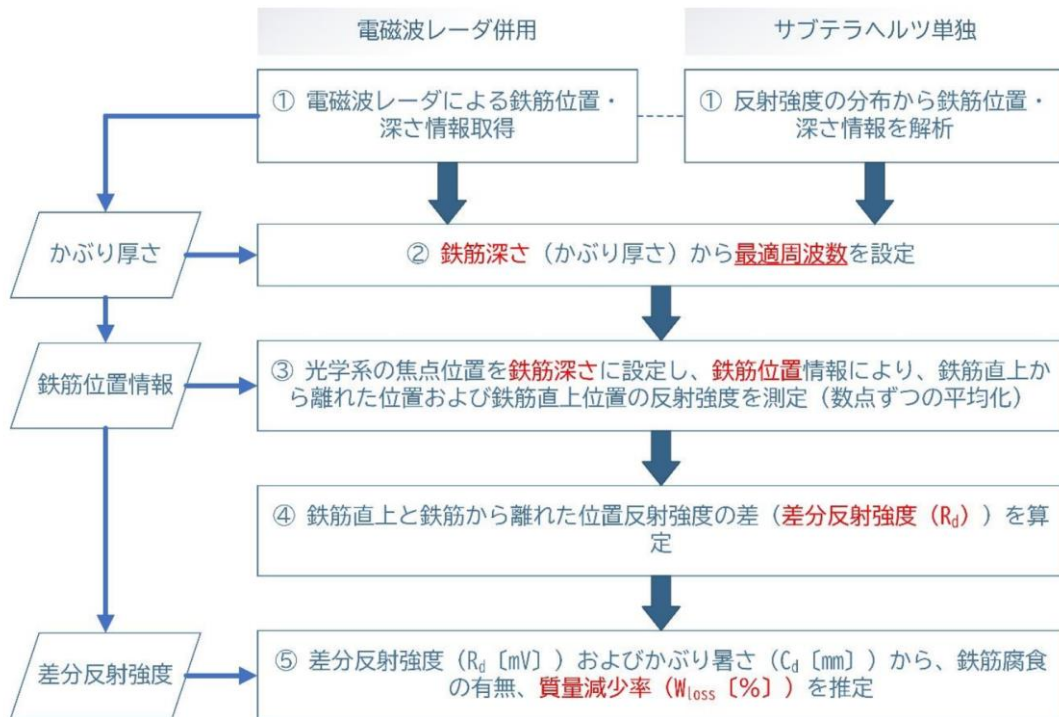 電磁波レーダ併用
サブテラヘルツ単独
① 電磁波レーダによる鉄筋位置・
深さ情報取得
① 反射強度の分布から鉄筋位置・
深さ情報を解析
かぶり厚さ
② 鉄筋深さ（かぶり厚さ）から最適周波数を設定
鉄筋位置情報
③ 光学系の焦点位置を鉄筋深さに設定し、鉄筋位置情報により、鉄筋直上か
ら離れた位置および鉄筋直上位置の反射強度を測定（数点ずつの平均化）
④ 鉄筋直上と鉄筋から離れた位置反射強度の差（差分反射強度（Rd））を算
定
差分反射強度
⑤ 差分反射強度（Rd〔mV〕）およびかぶり暑さ（Cd〔mm〕）から、鉄筋腐食
の有無、質量減少率（Wloss〔%〕）を推定